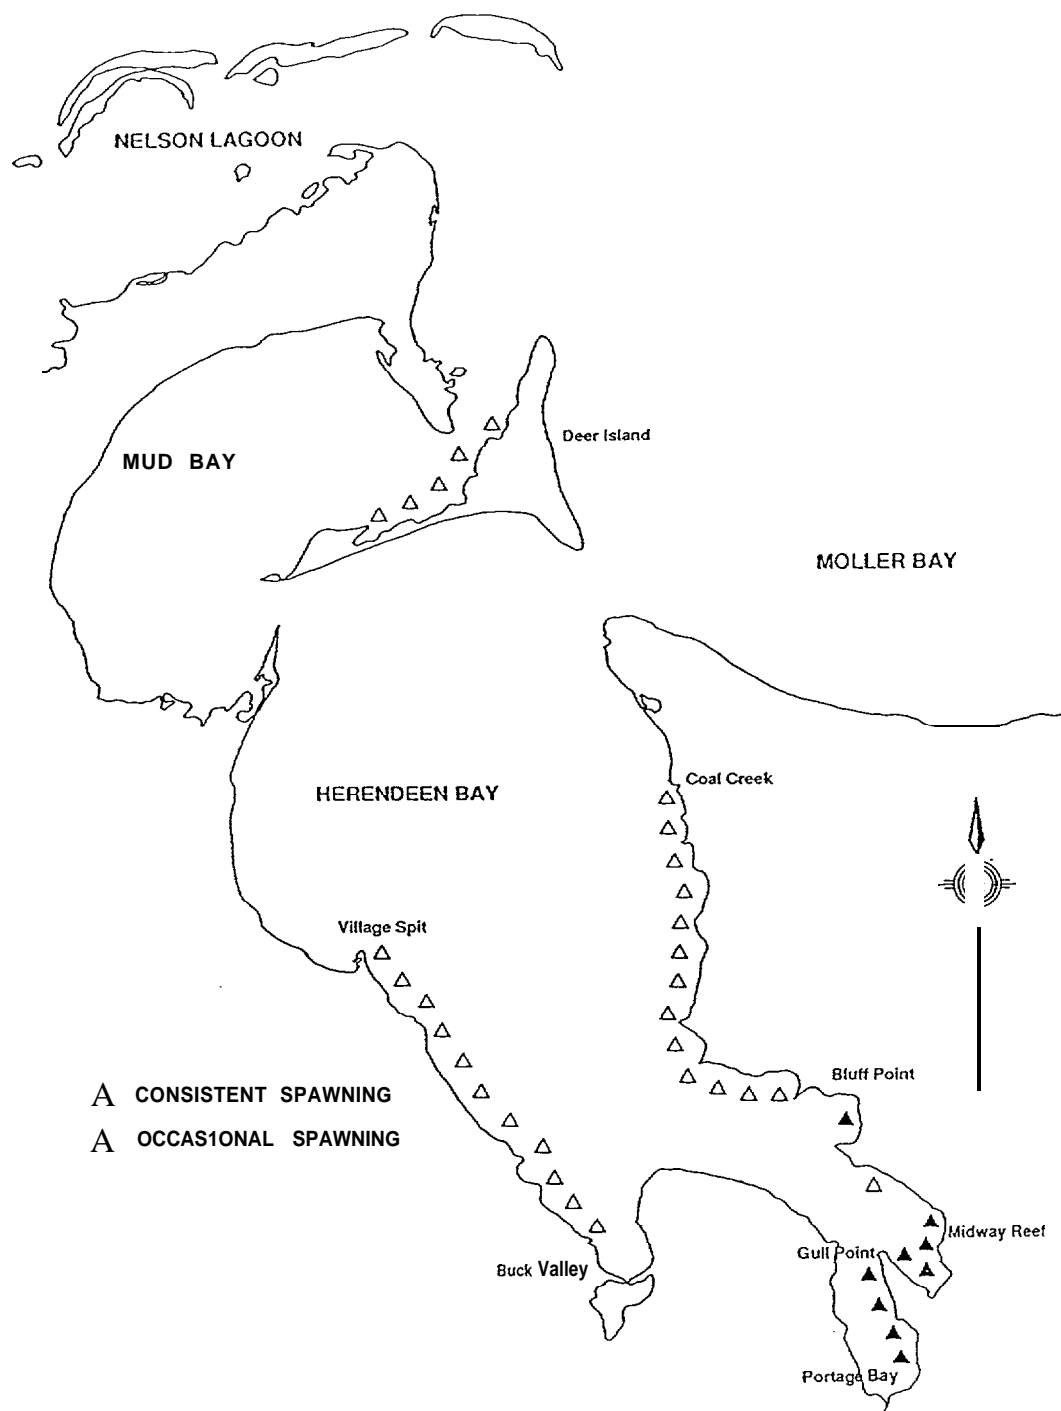 NELSON LAGOON
Deer Island
MUD BAY
MOLLER BAY
Coal Creek
HERENDEEN BAY
Village Spit
Bluff Point
A CONSISTENT SPAWNING
A OCCAS1ONAL SPAWNING
Midway Reef
Gull Point
Buck Valley
Portage Bay